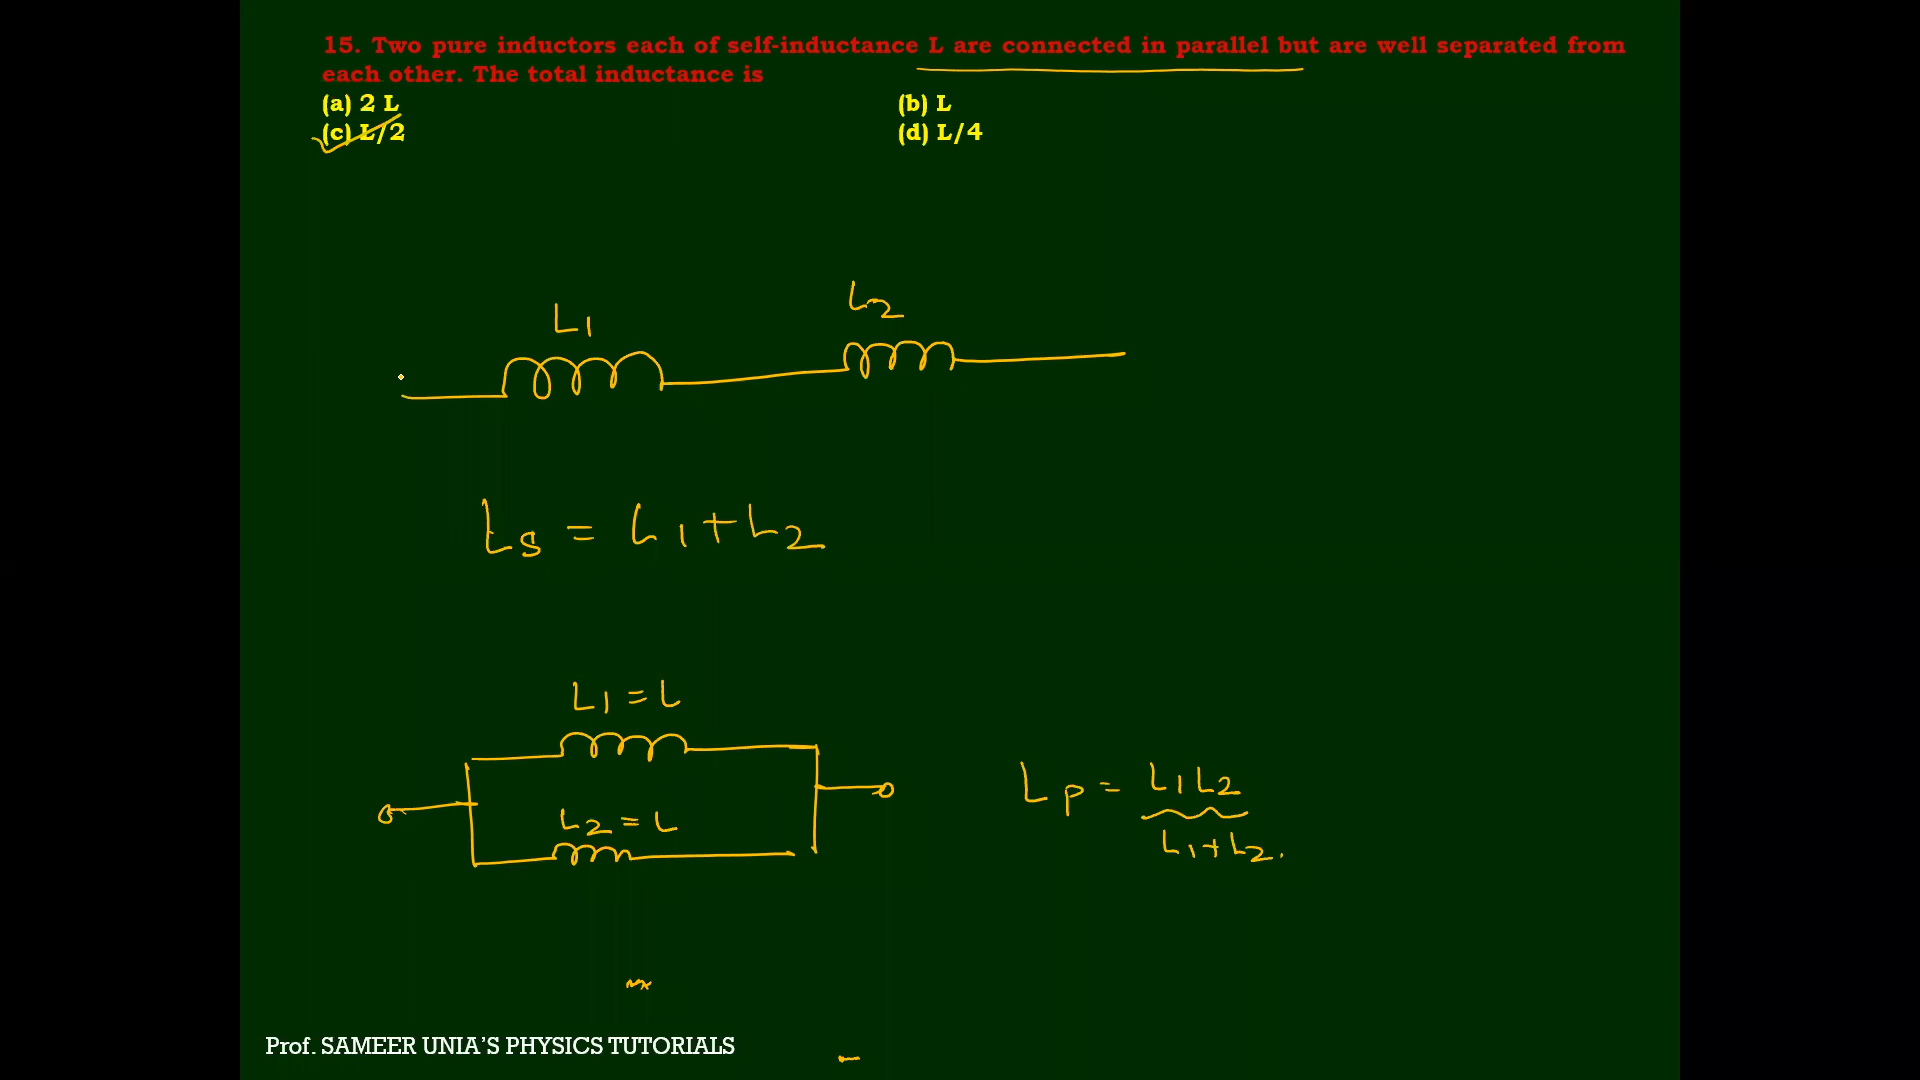 15. Two pure inductors each of self-inductance L are connected in parallel but are well separated from
each other. The total inductance is
(a) 2 L (b) L
(c) L/2 (d) L/4
L1 L2
Ls = L1+L2
L1 = L
L2 = L
Lp = L1L2
L1+L2.
Prof. SAMEER UNIA'S PHYSICS TUTORIALS